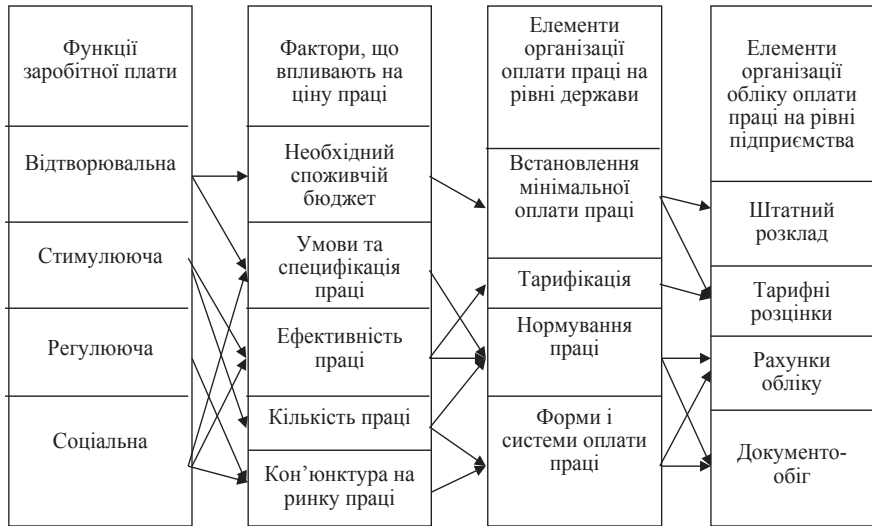 Функції
заробітної плати
Відтворювальна
Стимулююча
Регулююча
Соціальна
Фактори, що
впливають на
ціну праці
Необхідний
споживчій
бюджет
Умови та
специфікація
праці
Ефективність
праці
Кількість праці
Кон’юнктура на
ринку праці
Елементи
організації
оплати праці на
рівні держави
Встановлення
мінімальної
оплати праці
Тарифікація
Нормування
праці
Форми і
системи оплати
праці
Елементи
організації
обліку оплати
праці на рівні
підприємства
Штатний
розклад
Тарифні
розцінки
Рахунки
обліку
Документо-
обіг